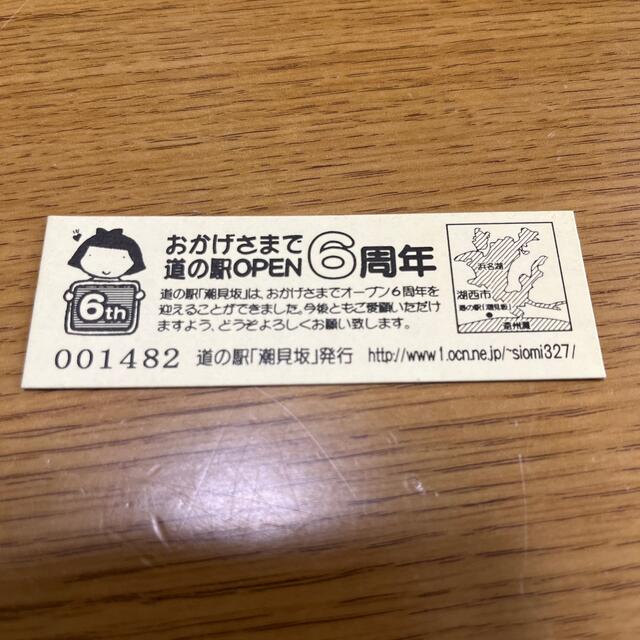 おかげさまで
道の駅OPEN
6周年
6th
道の駅「潮見坂」は、おかげさまでオープン6周年を
迎えることができました。今後ともご愛顧いただけ
ますよう、どうぞよろしくお願い致します。
浜名湖
湖西市
道の駅「潮見坂」
遠州灘
001482 道の駅「潮見坂」発行 http://www1.ocn.ne.jp/~siomi327/